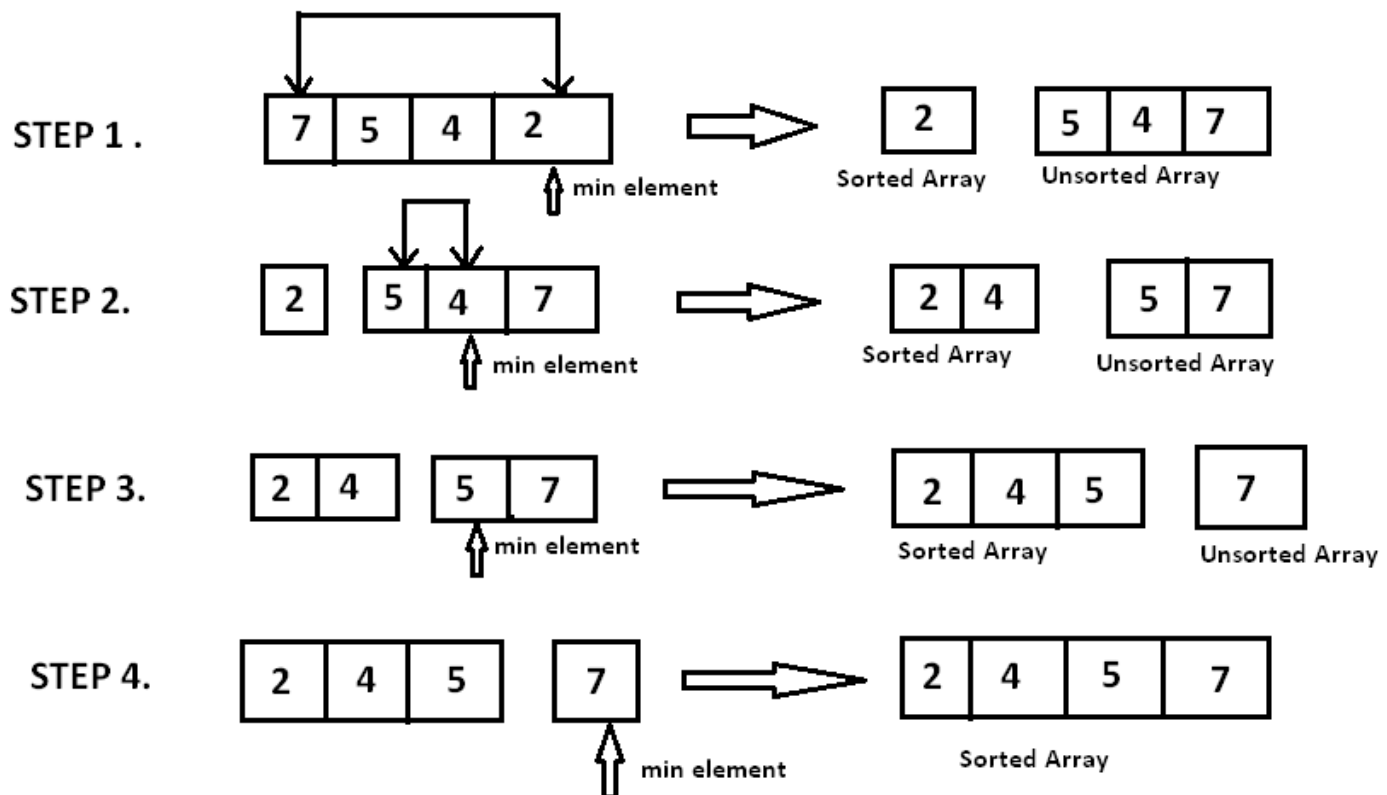 STEP 1 .
7 5 4 2
min element
2
Sorted Array
5 4 7
Unsorted Array
STEP 2.
2
5 4 7
min element
2 4
Sorted Array
5 7
Unsorted Array
STEP 3.
2 4
5 7
min element
2 4 5
Sorted Array
7
Unsorted Array
STEP 4.
2 4 5
7
min element
2 4 5 7
Sorted Array